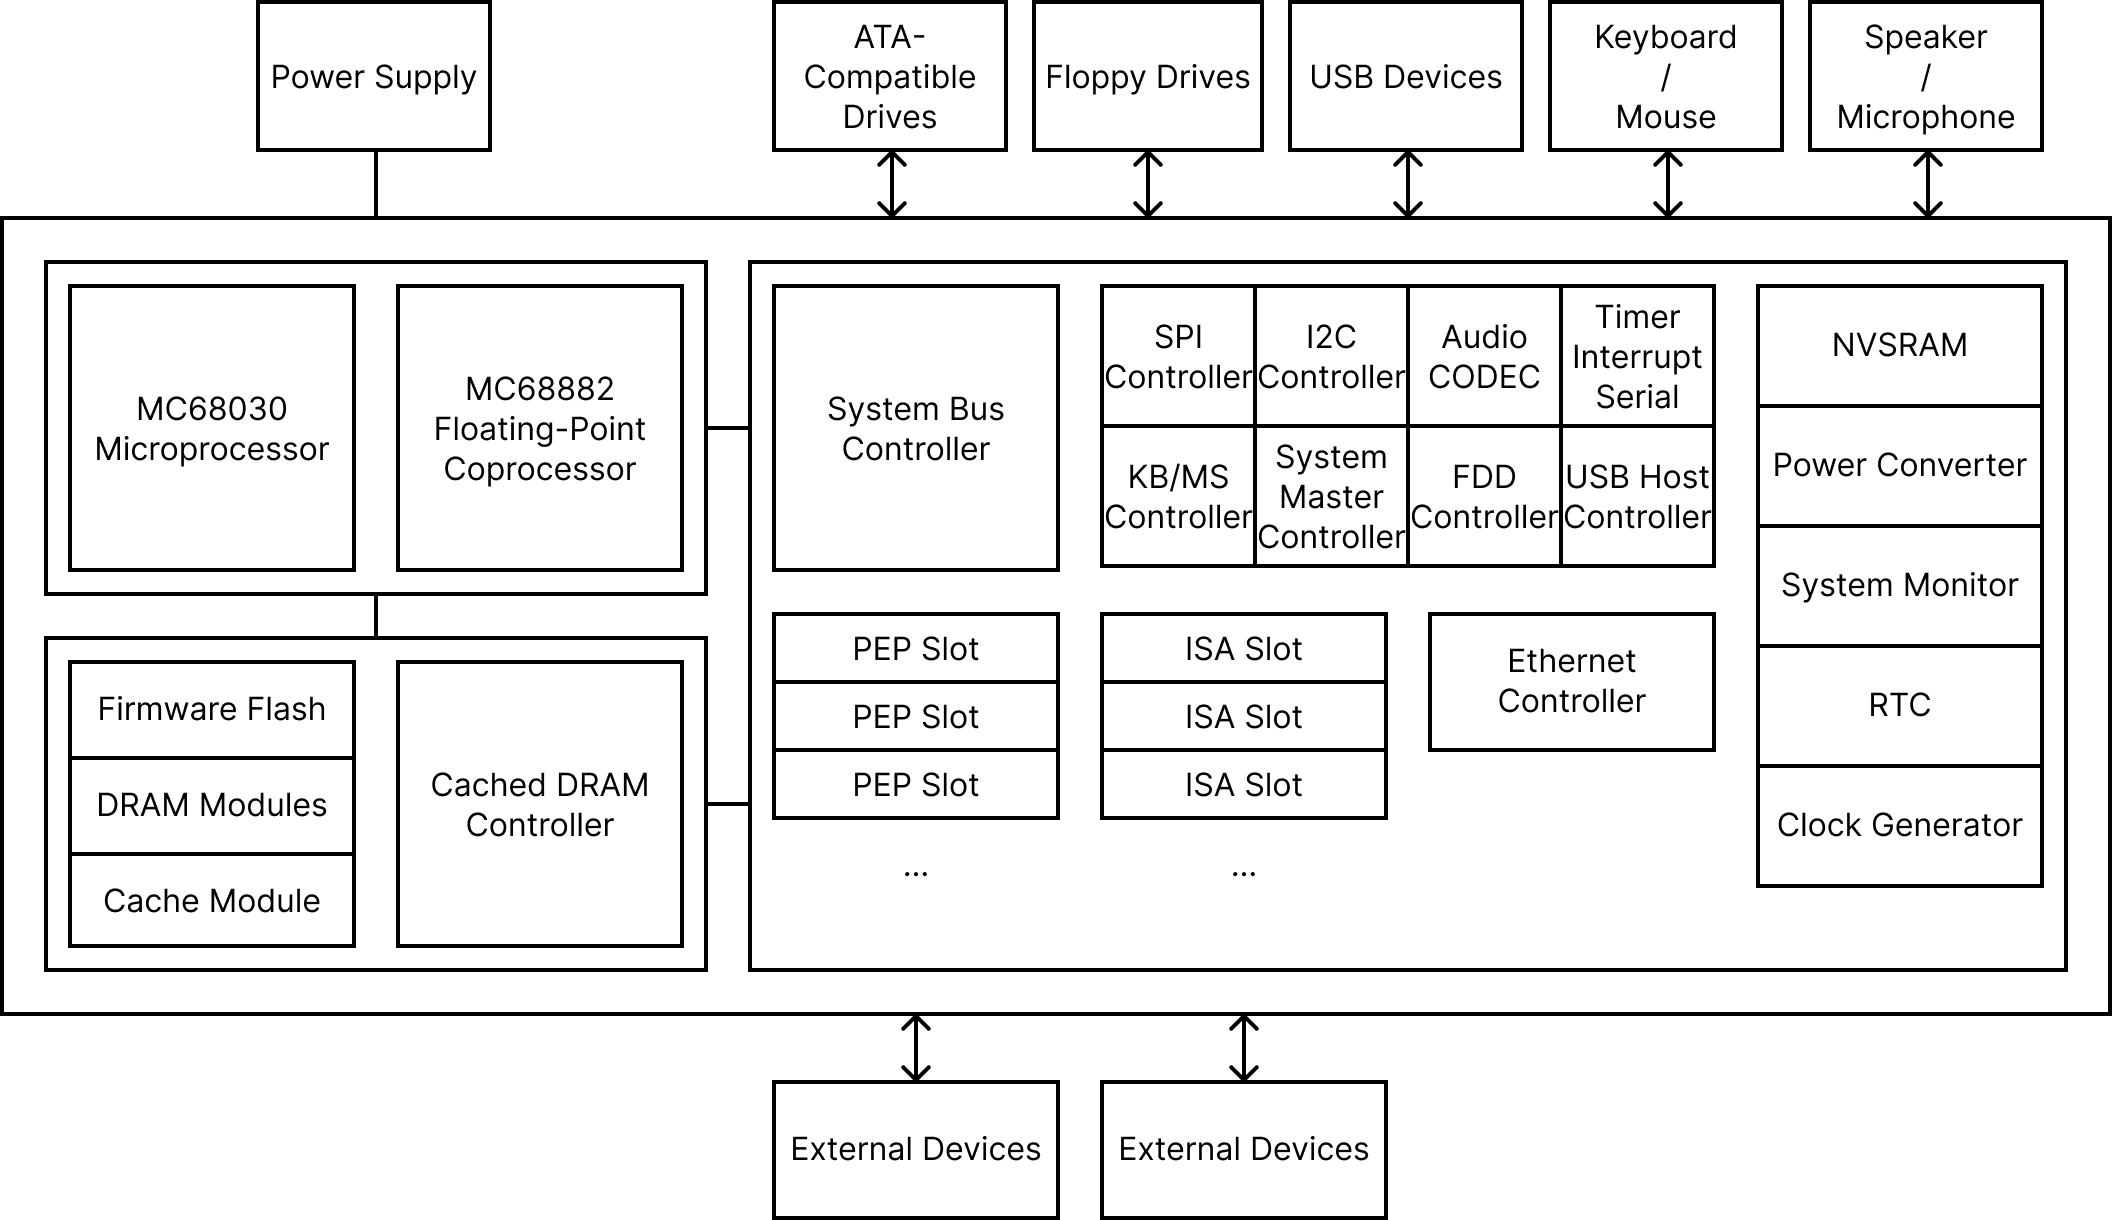 Power Supply
ATA-
Compatible
Drives
Floppy Drives
USB Devices
Keyboard
/
Mouse
Speaker
/
Microphone
MC68030
Microprocessor
MC68882
Floating-Point
Coprocessor
System Bus
Controller
SPI
Controller
I2C
Controller
Audio
CODEC
Timer
Interrupt
Serial
KB/MS
Controller
System
Master
Controller
FDD
Controller
USB Host
Controller
NVSRAM
Power Converter
System Monitor
RTC
Clock Generator
Firmware Flash
DRAM Modules
Cache Module
Cached DRAM
Controller
PEP Slot
PEP Slot
PEP Slot
...
ISA Slot
ISA Slot
ISA Slot
...
Ethernet
Controller
External Devices
External Devices